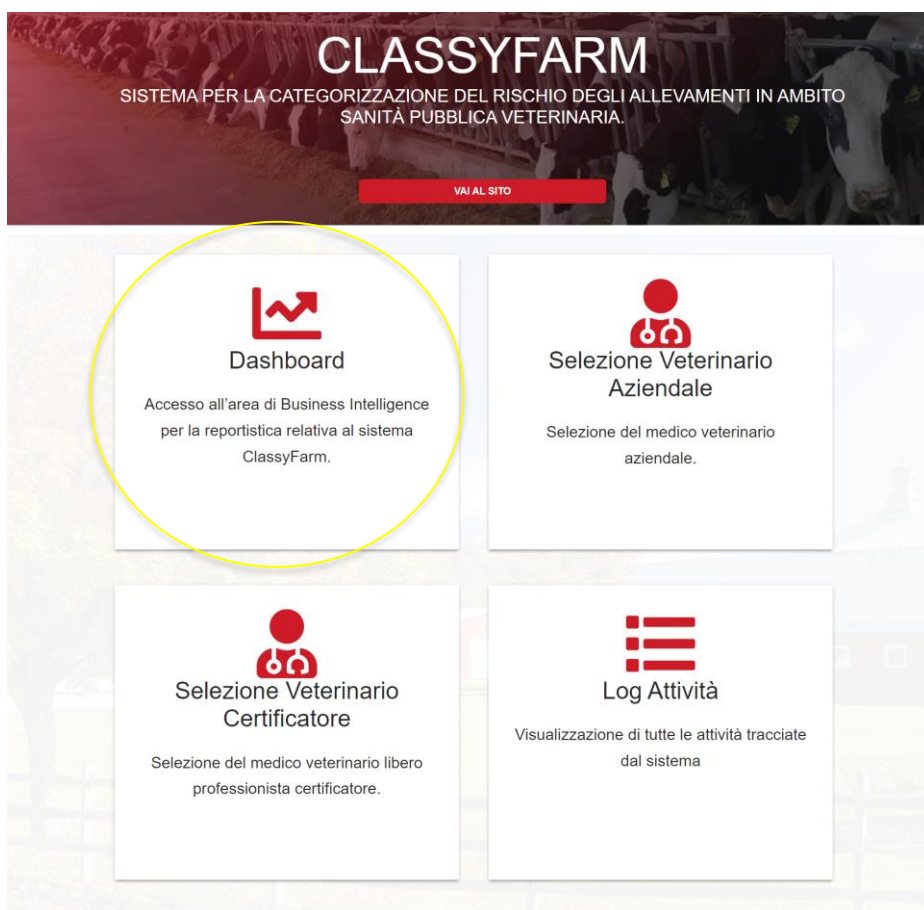 CLASSYFARM
SISTEMA PER LA CATEGORIZZAZIONE DEL RISCHIO DEGLI ALLEVAMENTI IN AMBITO
SANITÀ PUBBLICA VETERINARIA.
VAI AL SITO
Dashboard
Accesso all'area di Business Intelligence
per la reportistica relativa al sistema
ClassyFarm.
Selezione Veterinario
Aziendale
Selezione del medico veterinario
aziendale.
Selezione Veterinario
Certificatore
Selezione del medico veterinario libero
professionista certificatore.
Log Attività
Visualizzazione di tutte le attività tracciate
dal sistema